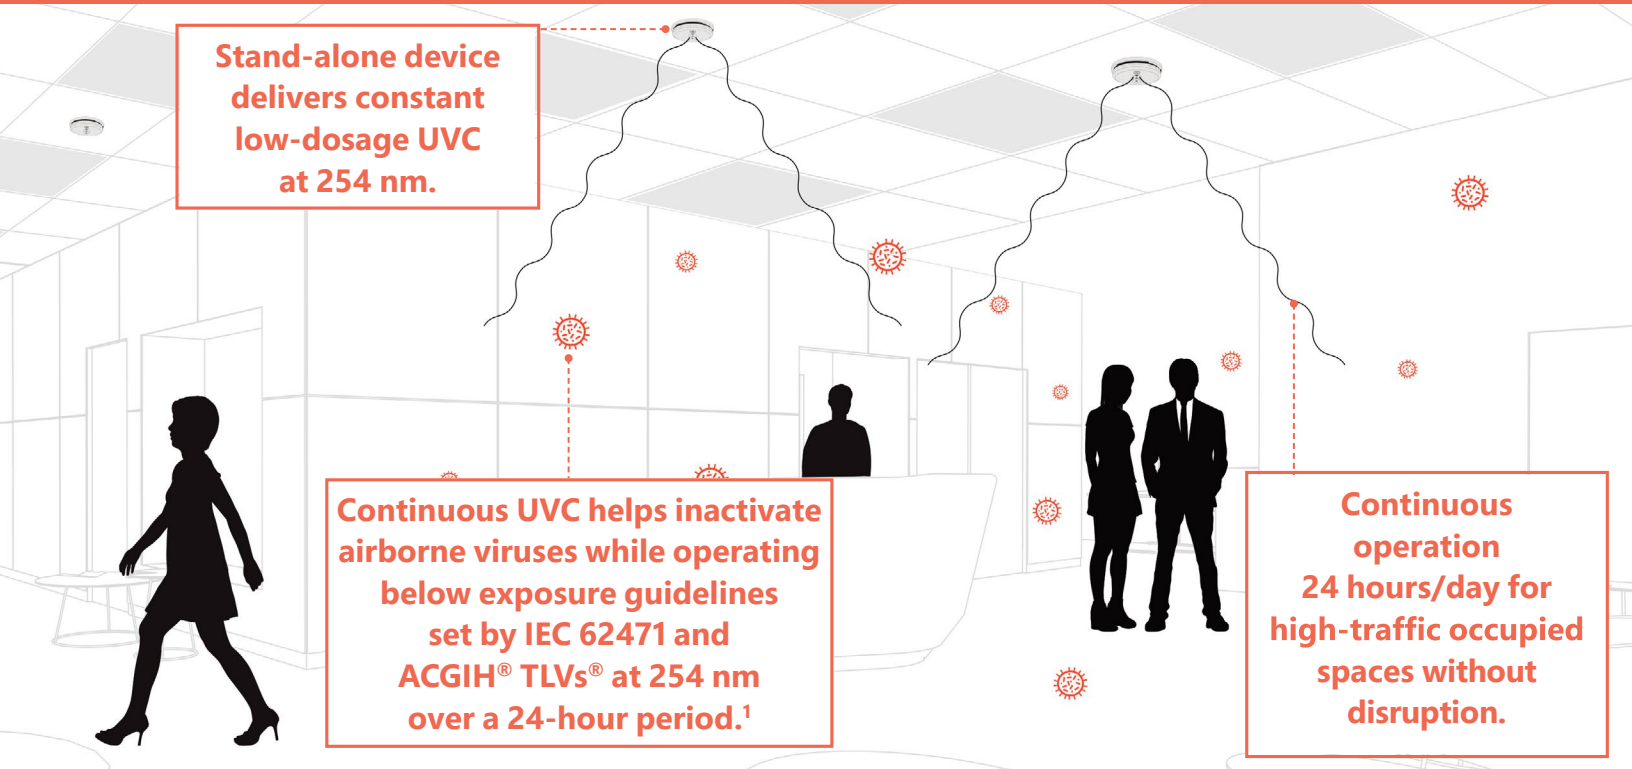 Stand-alone device
delivers constant
low-dosage UVC
at 254 nm.
Continuous UVC helps inactivate
airborne viruses while operating
below exposure guidelines
set by IEC 62471 and
ACGIH® TLVs® at 254 nm
over a 24-hour period.¹
Continuous
operation
24 hours/day for
high-traffic occupied
spaces without
disruption.